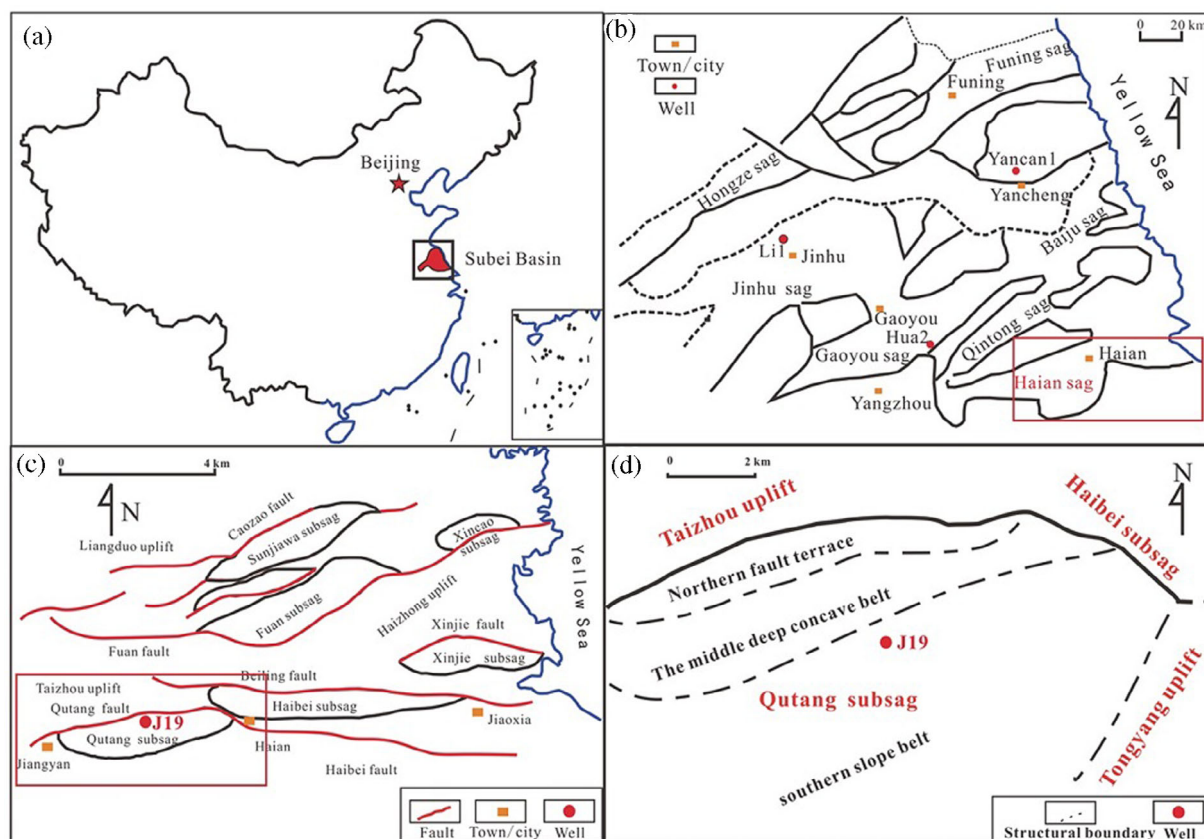 (a)
Beijing
Subei Basin
(b)
0 20 km
Town/city
Well
N
Funing sag
Funing
Yellow Sea
Yancan1
Yancheng
Hongze sag
Baiju sag
Li1
Jinhu
Jinhu sag
Gaoyou
Hua2
Gaoyou sag
Qintong sag
Haian
Haian sag
Yangzhou
(c)
0 4 km
N
Caozao fault
Liangduo uplift
Sunjiawa subsag
Xincao
subsag
Yellow Sea
Fuan subsag
Haizhong uplift
Fuan fault
Xinjie fault
Xinjie subsag
Beiling fault
Taizhou uplift
Qutang fault
Haibei subsag
J19
Jiaoxia
Qutang subsag
Haian
Jiangyan
Haibei fault
Fault
Town/city
Well
(d)
0 2 km
N
Taizhou uplift
Haibei subsag
Northern fault terrace
The middle deep concave belt
J19
Qutang subsag
Tongyang uplift
southern slope belt
Structural boundary
Well